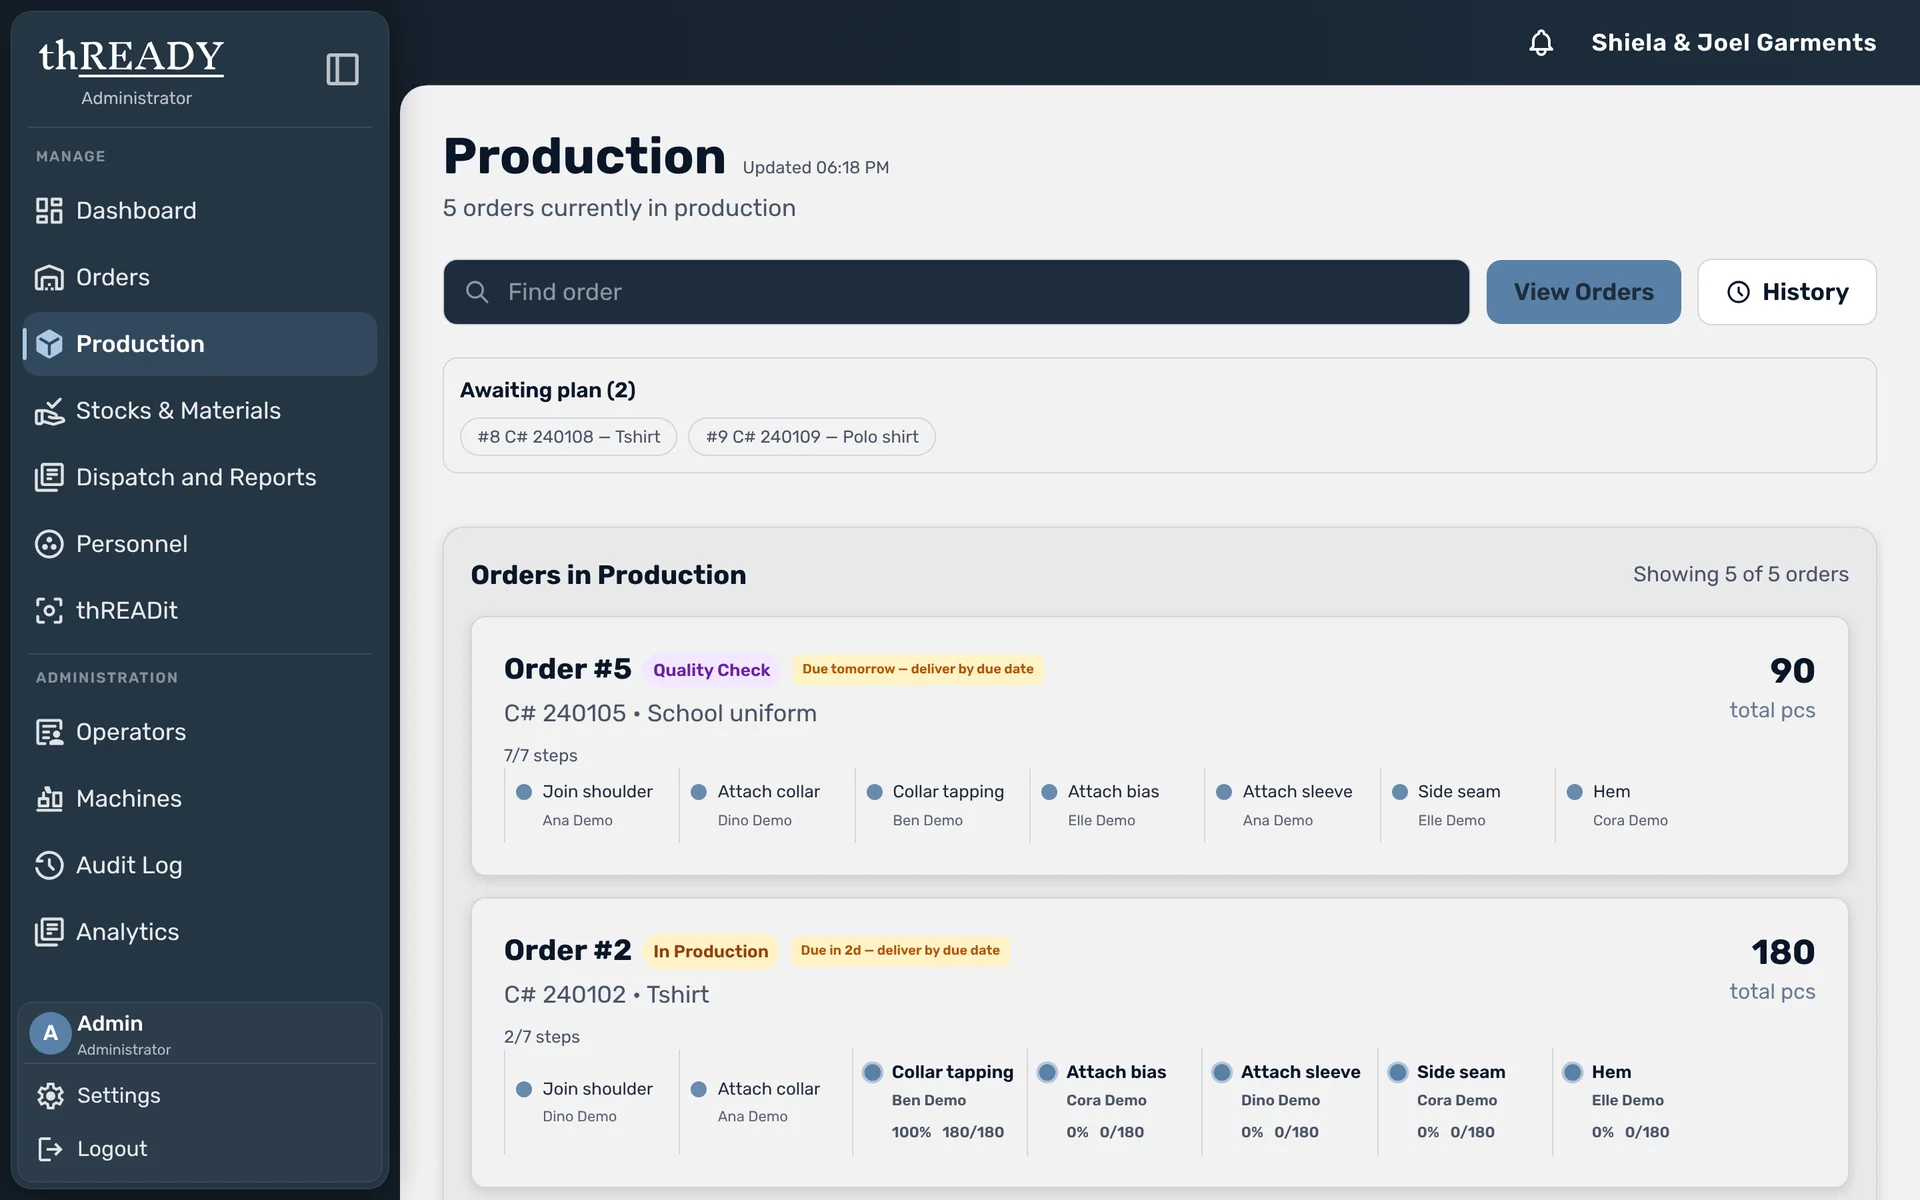 thREADY
Administrator
MANAGE
Dashboard
Orders
Production
Stocks & Materials
Dispatch and Reports
Personnel
thREADit
ADMINISTRATION
Operators
Machines
Audit Log
Analytics
A
Admin
Administrator
Settings
Logout
Shiela & Joel Garments
Production Updated 06:18 PM
5 orders currently in production
Find order
View Orders
History
Awaiting plan (2)
#8 C# 240108 – Tshirt
#9 C# 240109 – Polo shirt
Orders in Production
Showing 5 of 5 orders
Order #5 Quality Check Due tomorrow – deliver by due date
90
C# 240105 • School uniform
total pcs
7/7 steps
Join shoulder
Ana Demo
Attach collar
Dino Demo
Collar tapping
Ben Demo
Attach bias
Elle Demo
Attach sleeve
Ana Demo
Side seam
Elle Demo
Hem
Cora Demo
Order #2 In Production Due in 2d – deliver by due date
180
C# 240102 • Tshirt
total pcs
2/7 steps
Join shoulder
Dino Demo
Attach collar
Ana Demo
Collar tapping
Ben Demo
100% 180/180
Attach bias
Cora Demo
0% 0/180
Attach sleeve
Dino Demo
0% 0/180
Side seam
Cora Demo
0% 0/180
Hem
Elle Demo
0% 0/180